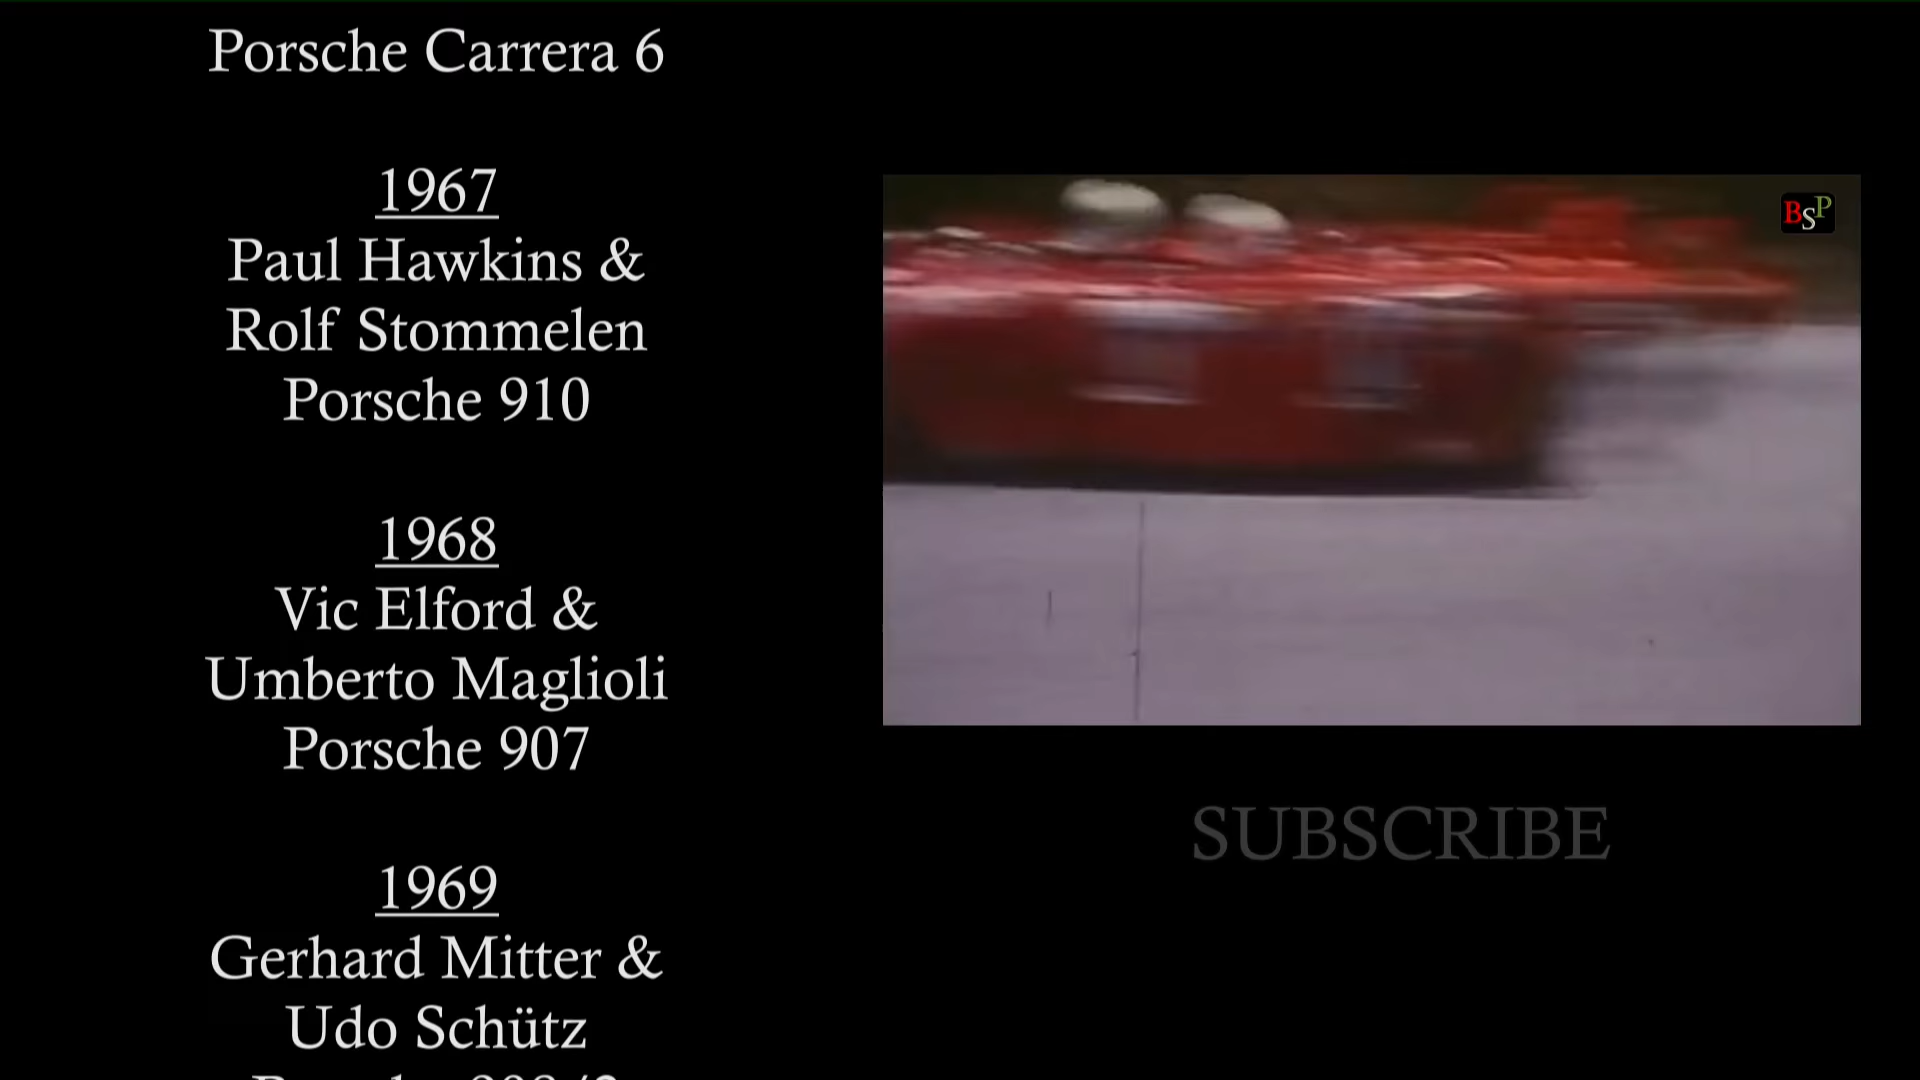 Porsche Carrera 6
1967
Paul Hawkins &
Rolf Stommelen
Porsche 910
1968
Vic Elford &
Umberto Maglioli
Porsche 907
1969
Gerhard Mitter &
Udo Schütz
BSP
SUBSCRIBE